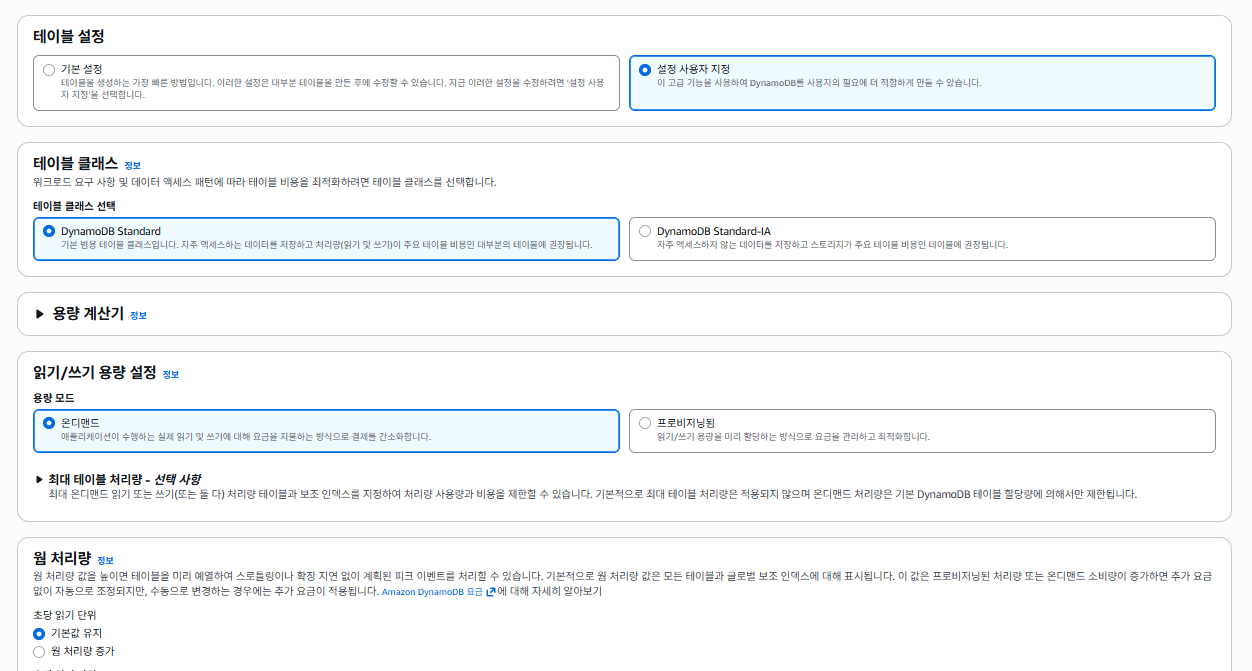 테이블 설정
기본 설정
테이블을 생성하는 가장 빠른 방법입니다. 이러한 설정은 대부분 테이블을 만든 후에 수정할 수 있습니다. 지금 이러한 설정을 수정하려면 '설정 사용
자 지정'을 선택합니다.
설정 사용자 지정
이 고급 기능을 사용하여 DynamoDB를 사용자의 필요에 더 적합하게 만들 수 있습니다.
테이블 클래스 정보
워크로드 요구 사항 및 데이터 액세스 패턴에 따라 테이블 비용을 최적화하려면 테이블 클래스를 선택합니다.
테이블 클래스 선택
DynamoDB Standard
기본 범용 테이블 클래스입니다. 자주 액세스하는 데이터를 저장하고 처리량(읽기 및 쓰기)이 주요 테이블 비용인 대부분의 테이블에 권장됩니다.
DynamoDB Standard-IA
자주 액세스하지 않는 데이터를 저장하고 스토리지가 주요 테이블 비용인 테이블에 권장됩니다.
용량 계산기 정보
읽기/쓰기 용량 설정 정보
용량 모드
온디맨드
애플리케이션이 수행하는 실제 읽기 및 쓰기에 대해 요금을 지불하는 방식으로 결제를 간소화합니다.
프로비저닝됨
읽기/쓰기 용량을 미리 할당하는 방식으로 요금을 관리하고 최적화합니다.
최대 테이블 처리량 - 선택 사항
최대 온디맨드 읽기 또는 쓰기(또는 둘 다) 처리량 테이블과 보조 인덱스를 지정하여 처리량 사용량과 비용을 제한할 수 있습니다. 기본적으로 최대 테이블 처리량은 적용되지 않으며 온디맨드 처리량은 기본 DynamoDB 테이블 할당량에 의해서만 제한됩니다.
웜 처리량 정보
웜 처리량 값을 높이면 테이블을 미리 예열하여 스로틀링이나 확장 지연 없이 계획된 피크 이벤트를 처리할 수 있습니다. 기본적으로 웜 처리량 값은 모든 테이블과 글로벌 보조 인덱스에 대해 표시됩니다. 이 값은 프로비저닝된 처리량 또는 온디맨드 소비량이 증가하면 추가 요금
없이 자동으로 조정되지만, 수동으로 변경하는 경우에는 추가 요금이 적용됩니다. Amazon DynamoDB 요금 에 대해 자세히 알아보기
초당 읽기 단위
기본값 유지
웜 처리량 증가